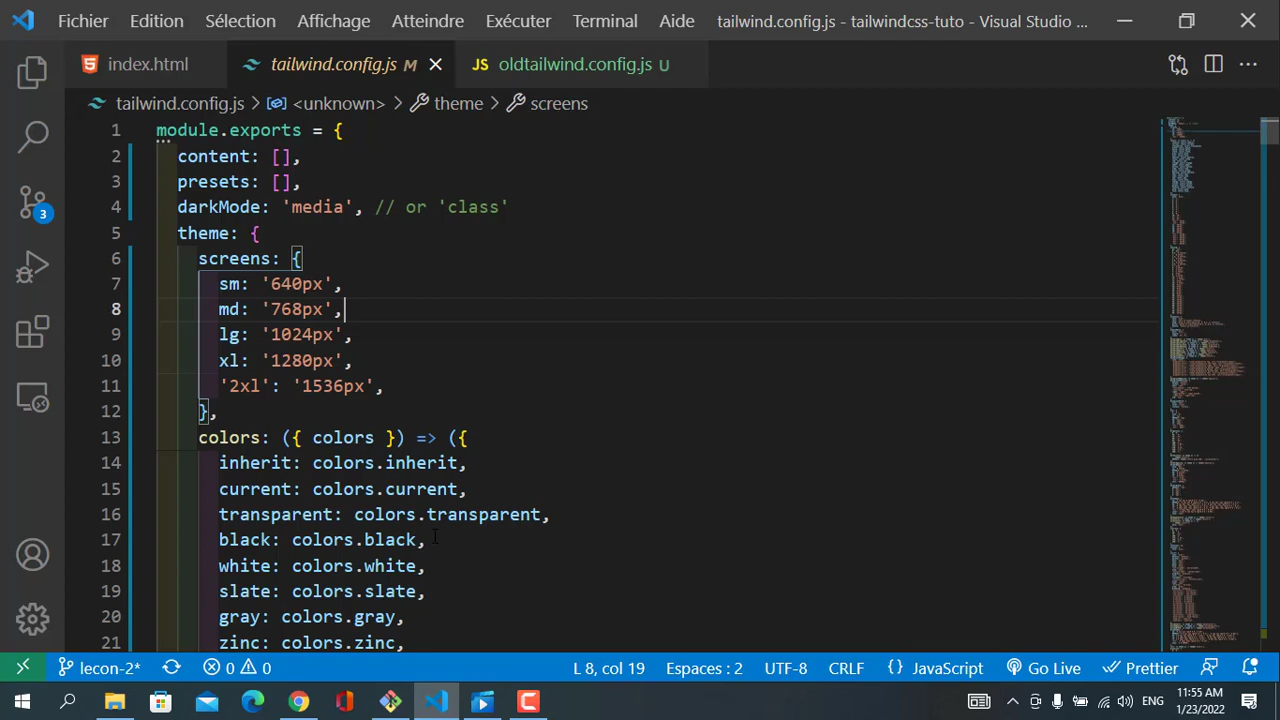 Fichier Edition Sélection Affichage Atteindre Exécuter Terminal Aide tailwind.config.js - tailwindcss-tuto - Visual Studio ...
index.html tailwind.config.js M JS oldtailwind.config.js U
tailwind.config.js > <unknown> > theme > screens
1 module.exports = {
2 content: [],
3 presets: [],
4 darkMode: 'media', // or 'class'
5 theme: {
6 screens: {
7 sm: '640px',
8 md: '768px',
9 lg: '1024px',
10 xl: '1280px',
11 '2xl': '1536px',
12 },
13 colors: ({ colors }) => ({
14 inherit: colors.inherit,
15 current: colors.current,
16 transparent: colors.transparent,
17 black: colors.black,
18 white: colors.white,
19 slate: colors.slate,
20 gray: colors.gray,
21 zinc: colors.zinc,
3
lecon-2* 0 0 L 8, col 19 Espaces : 2 UTF-8 CRLF {} JavaScript Go Live Prettier
ENG 11:55 AM
1/23/2022